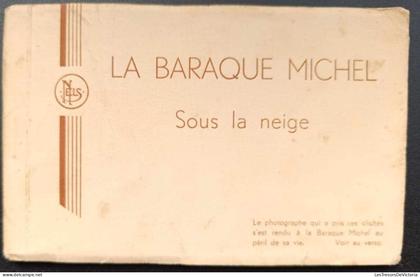 LA BARAQUE MICHEL
Sous la neige
NELS
Le photographe qui a pris ces clichés
s'est rendu à la Baraque Michel au
péril de sa vie. Voir au verso.
LesTresorsDeVictoria